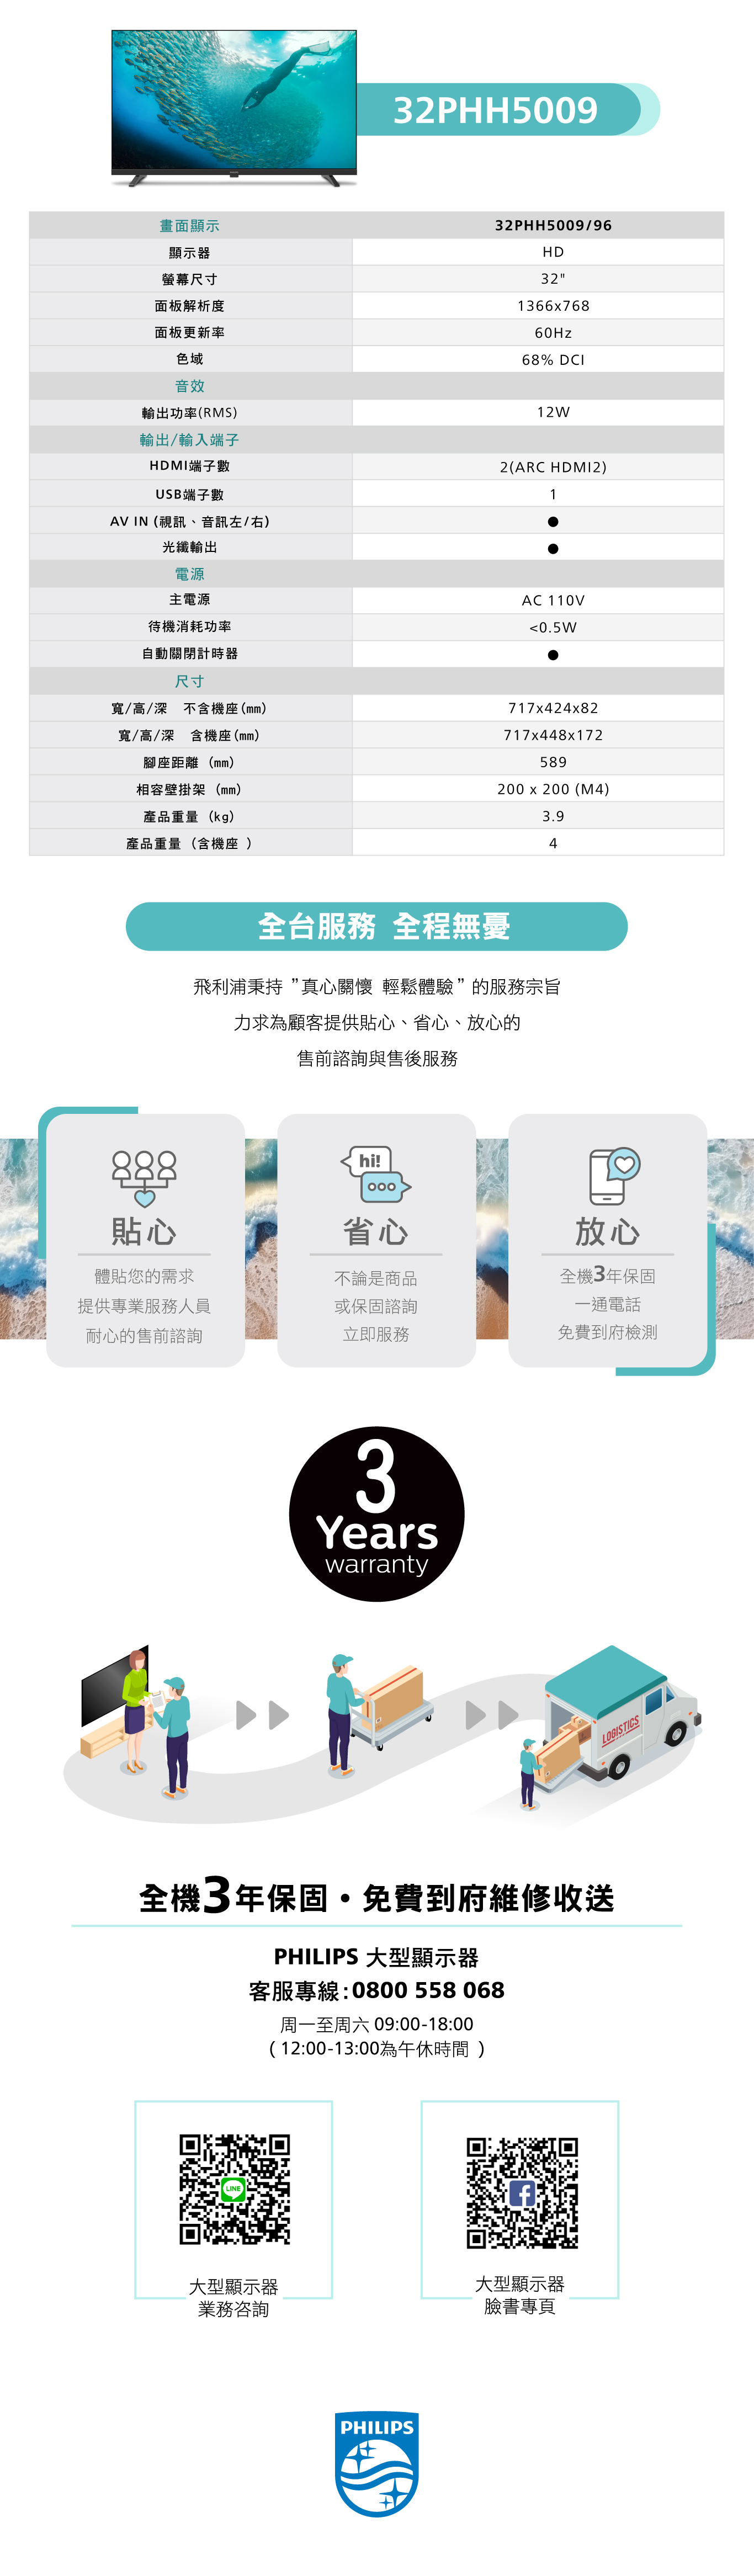 32PHH5009
畫面顯示 32PHH5009/96
顯示器 HD
螢幕尺寸 32"
面板解析度 1366x768
面板更新率 60Hz
色域 68% DCI
音效
輸出功率(RMS) 12W
輸出/輸入端子
HDMI端子數 2(ARC HDMI2)
USB端子數 1
AV IN (視訊、音訊左/右) ●
光纖輸出 ●
電源
主電源 AC 110V
待機消耗功率 <0.5W
自動關閉計時器 ●
尺寸
寬/高/深 不含機座(mm) 717x424x82
寬/高/深 含機座(mm) 717x448x172
腳座距離 (mm) 589
相容壁掛架 (mm) 200 x 200 (M4)
產品重量 (kg) 3.9
產品重量 (含機座 ) 4
全台服務 全程無憂
飛利浦秉持 ”真心關懷 輕鬆體驗” 的服務宗旨
力求為顧客提供貼心、省心、放心的
售前諮詢與售後服務
貼心
體貼您的需求
提供專業服務人員
耐心的售前諮詢
hi!
省心
不論是商品
或保固諮詢
立即服務
放心
全機3年保固
一通電話
免費到府檢測
3
Years
warranty
LOGISTICS
全機3年保固・免費到府維修收送
PHILIPS 大型顯示器
客服專線:0800 558 068
周一至周六 09:00-18:00
( 12:00-13:00為午休時間 )
LINE
大型顯示器
業務咨詢
大型顯示器
臉書專頁
PHILIPS